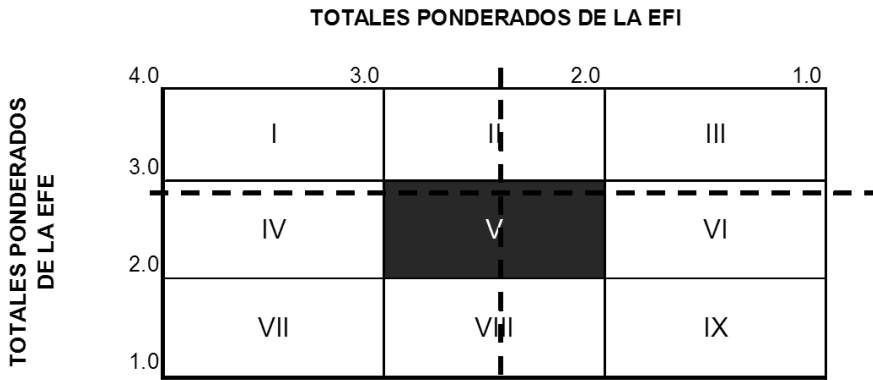 TOTALES PONDERADOS DE LA EFI
4.0 3.0 2.0 1.0
TOTALES PONDERADOS
DE LA EFE
I II III
3.0
IV V VI
2.0
VII VIII IX
1.0